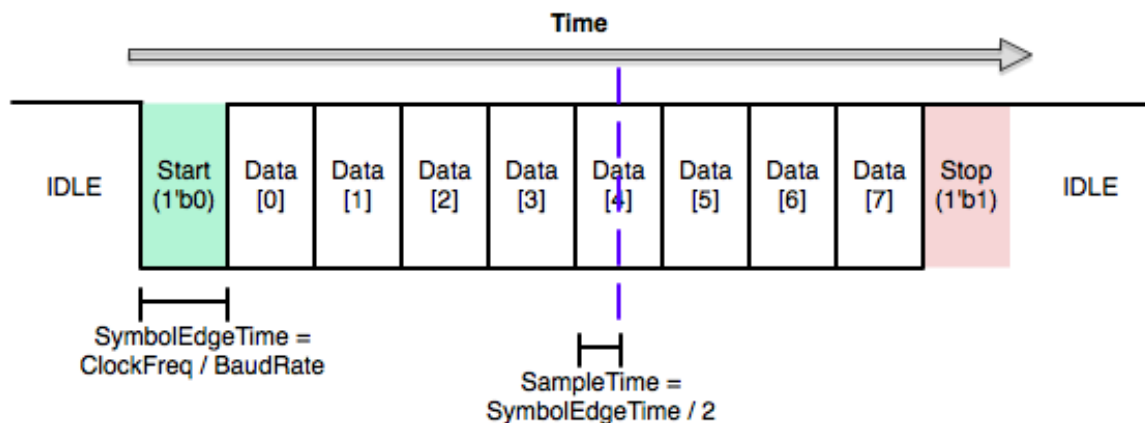 Time
IDLE
Start
(1'b0)
Data
[0]
Data
[1]
Data
[2]
Data
[3]
Data
[4]
Data
[5]
Data
[6]
Data
[7]
Stop
(1'b1)
IDLE
SymbolEdgeTime =
ClockFreq / BaudRate
SampleTime =
SymbolEdgeTime / 2